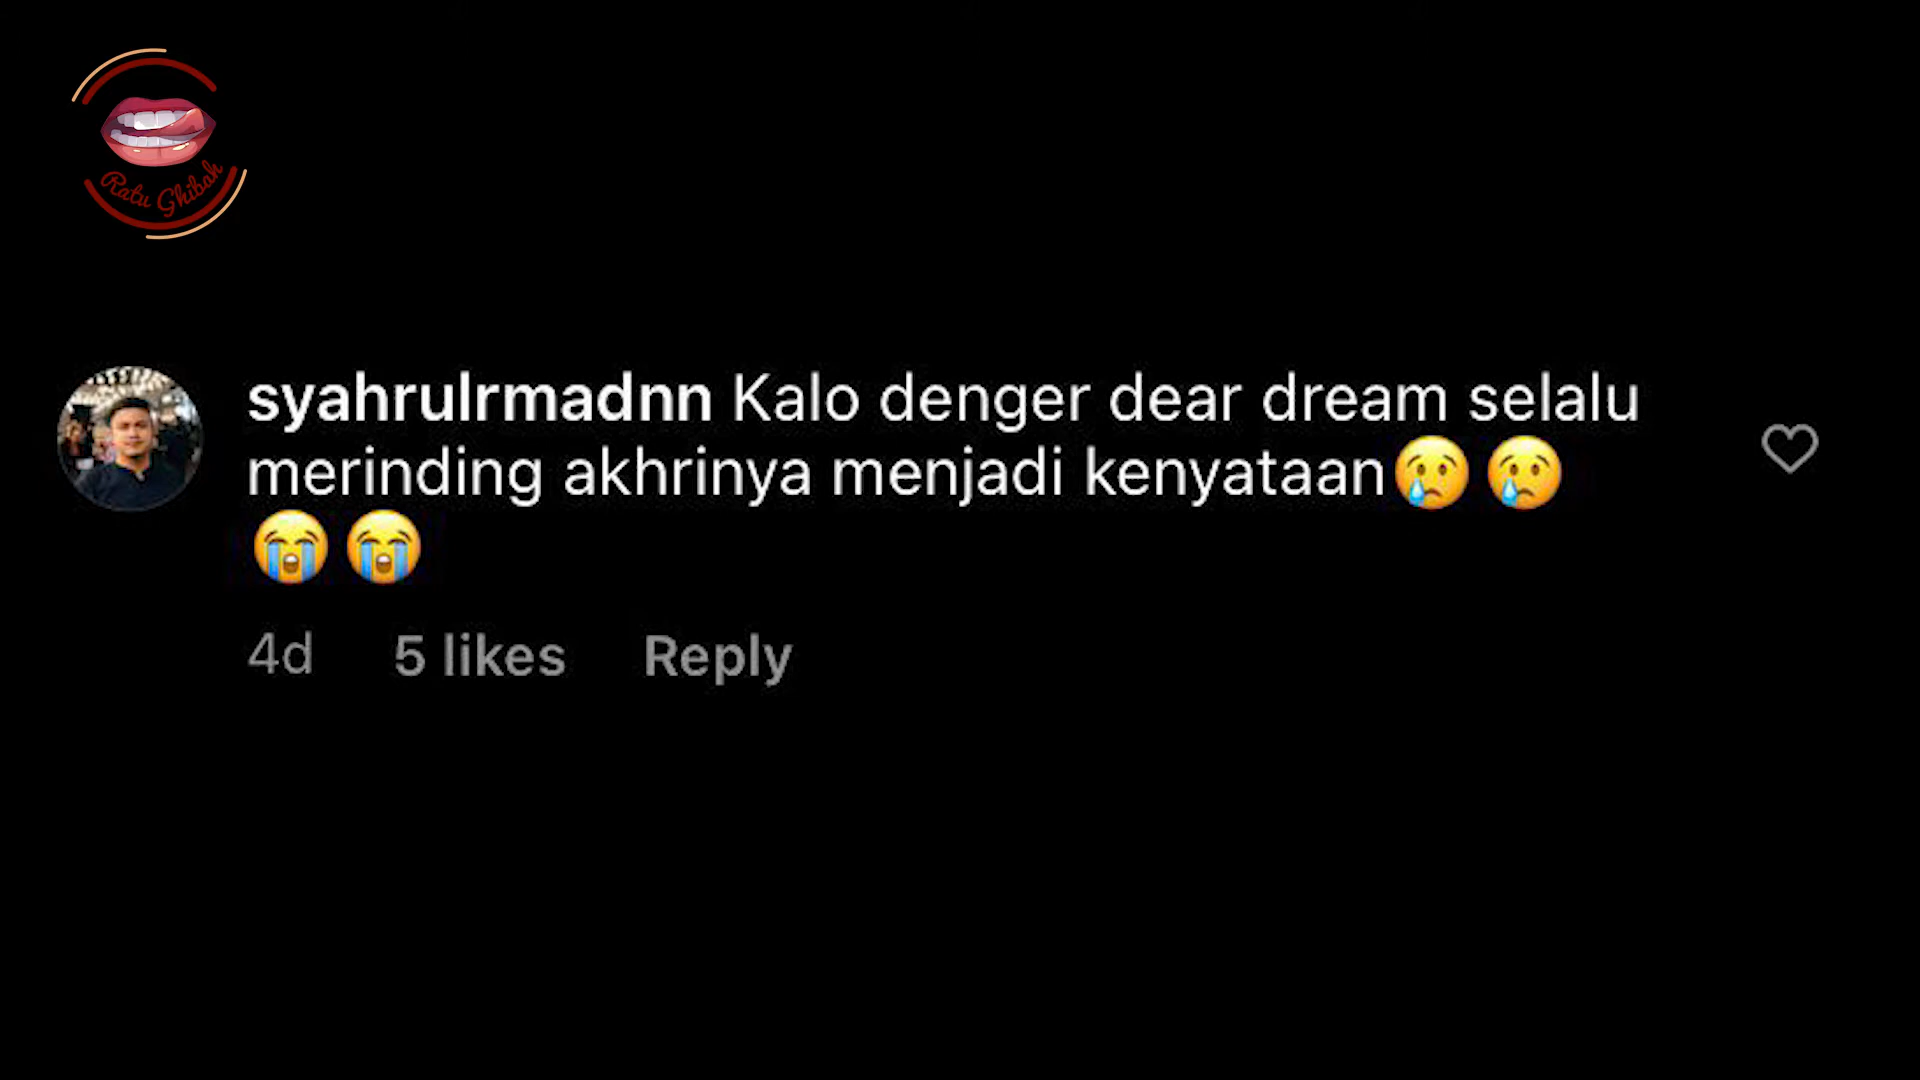 Ratu Ghibah
syahrulrmadnn Kalo denger dear dream selalu
merinding akhrinya menjadi kenyataan😢😢
😭😭
4d 5 likes Reply